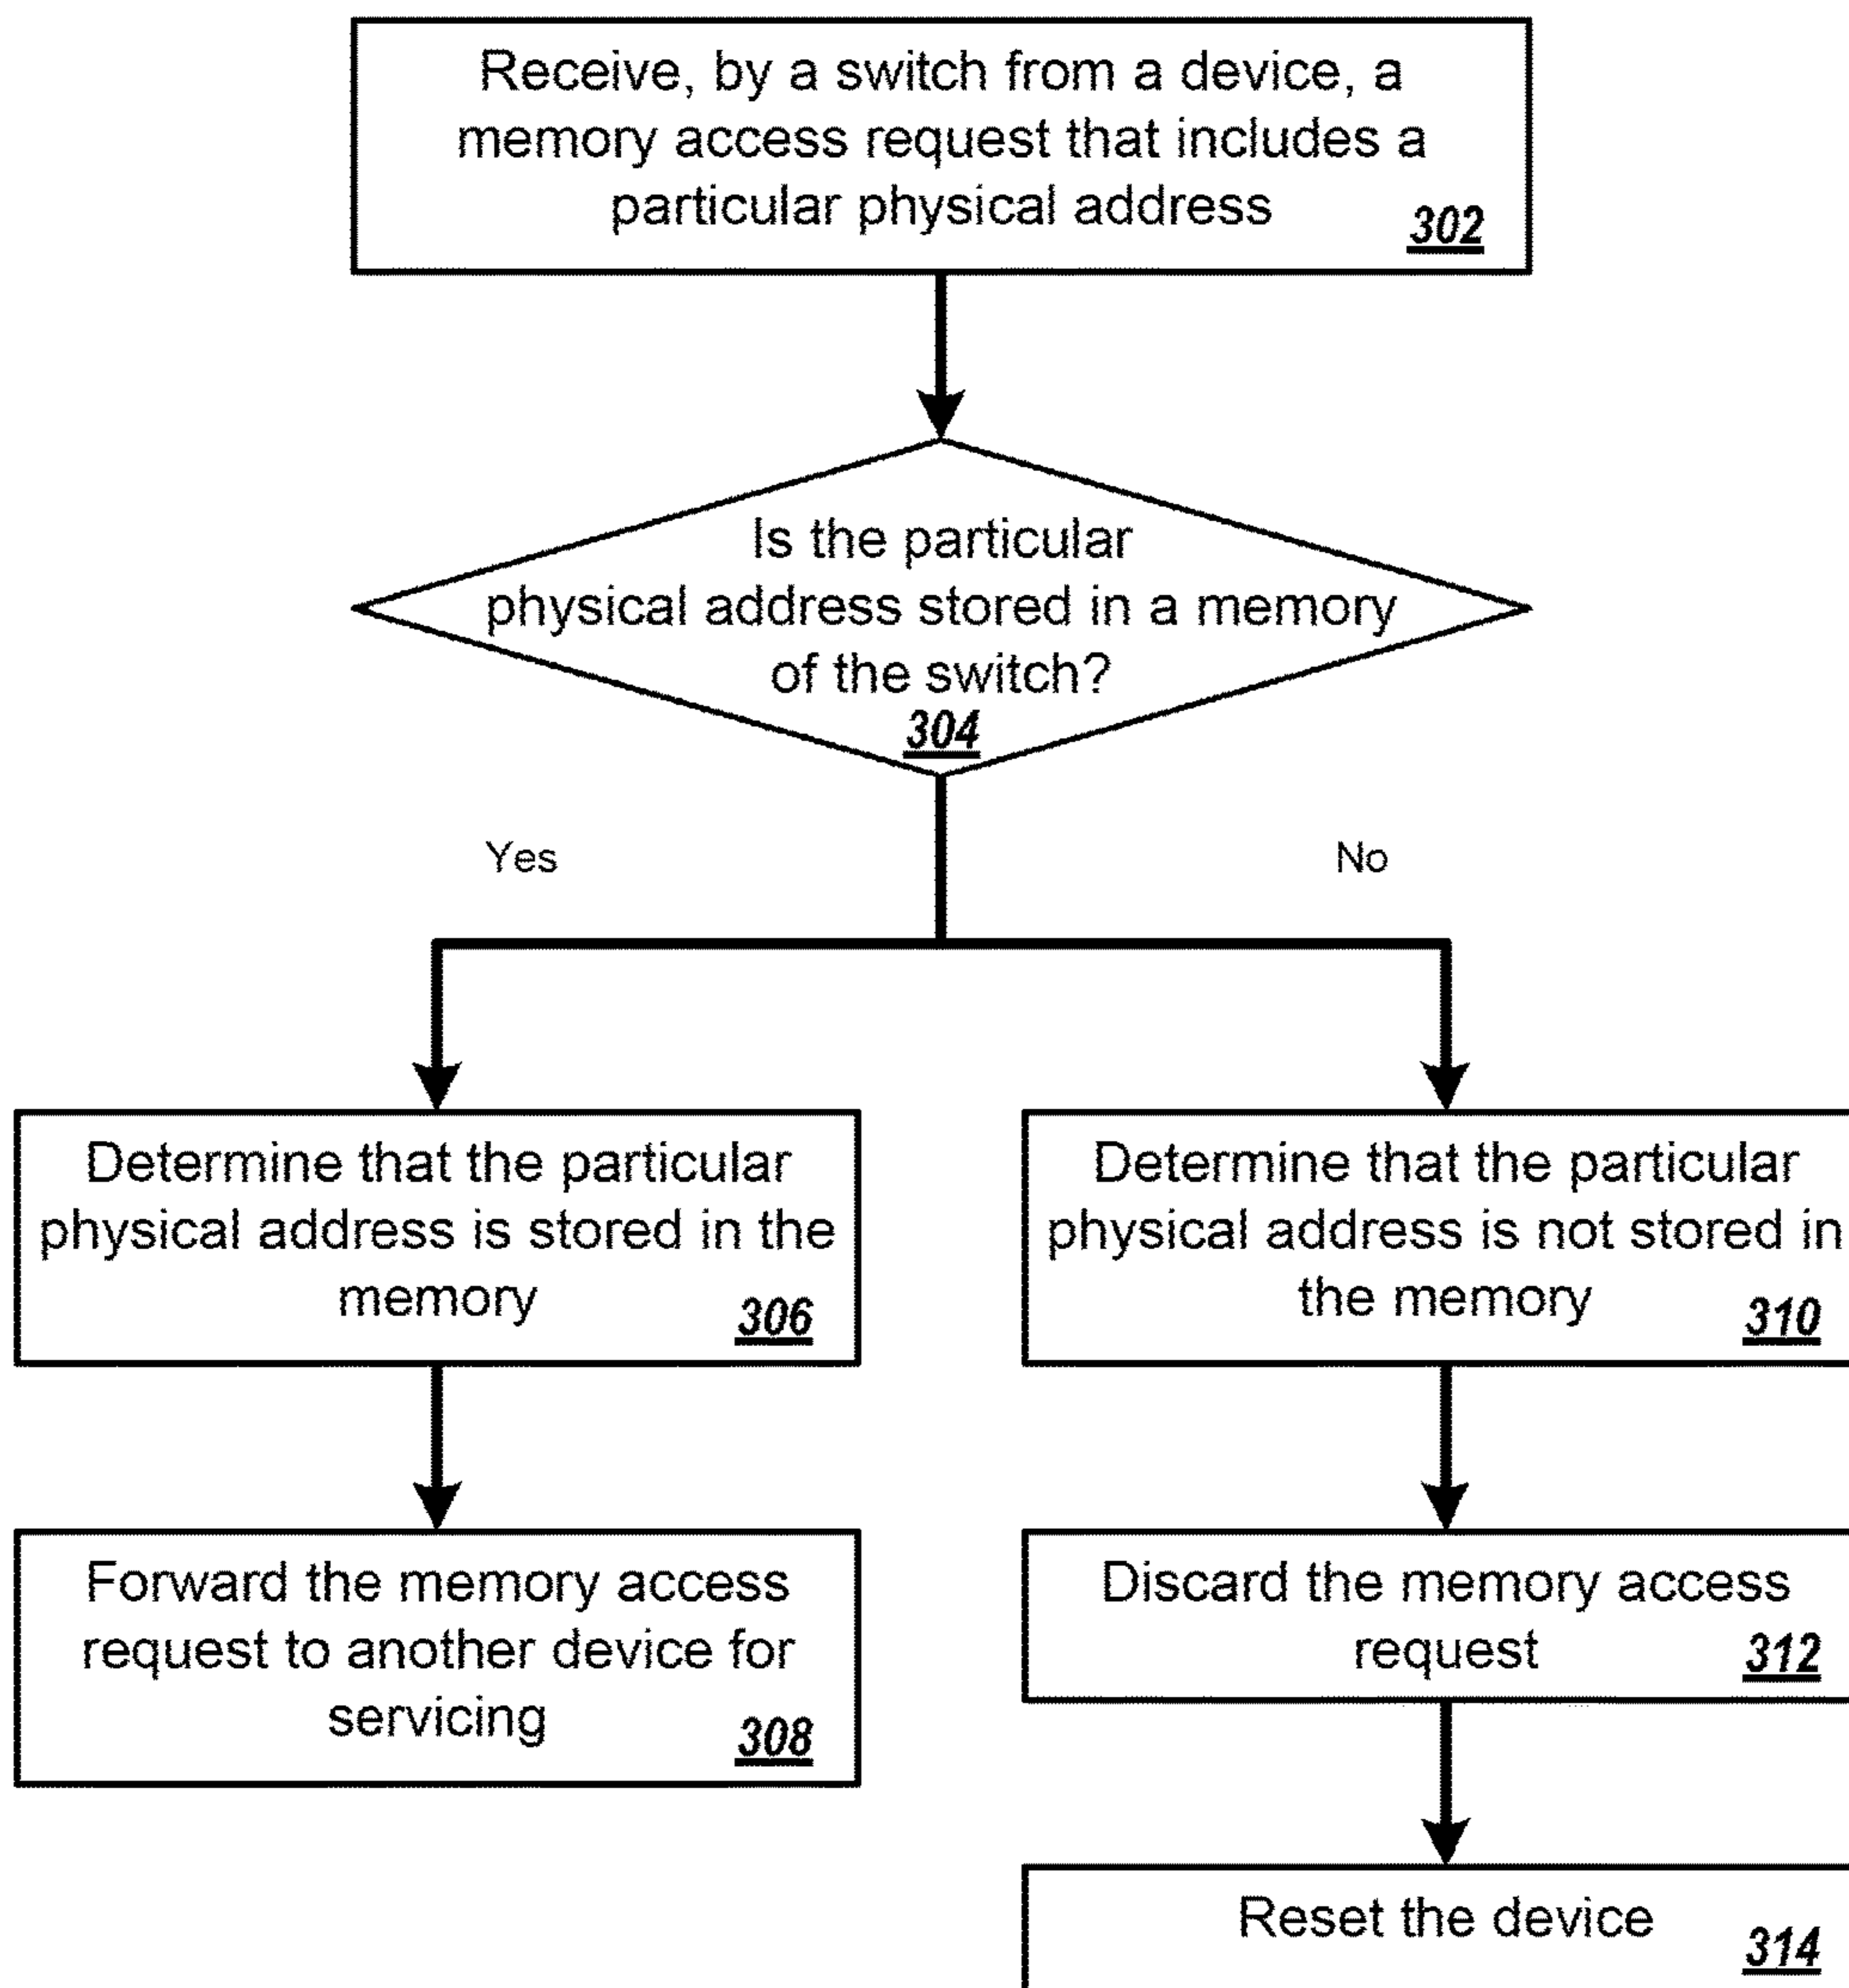 Receive, by a switch from a device, a
memory access request that includes a
particular physical address
302
Is the particular
physical address stored in a memory
of the switch?
304
Yes
No
Determine that the particular
physical address is stored in the
memory
306
Forward the memory access
request to another device for
servicing
308
Determine that the particular
physical address is not stored in
the memory
310
Discard the memory access
request
312
Reset the device
314